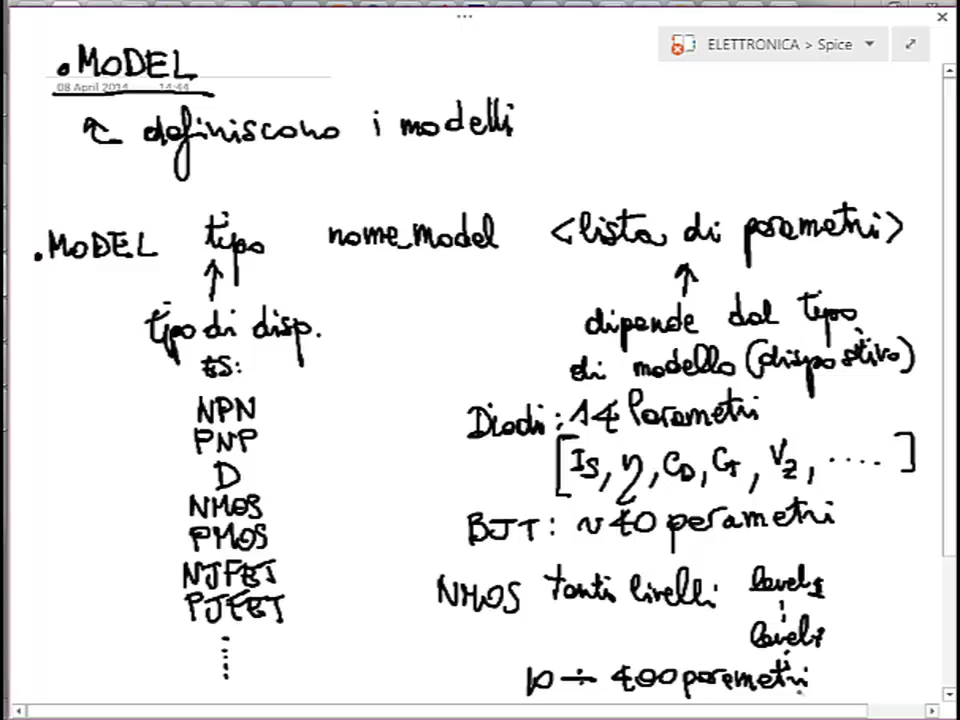 ELETTRONICA > Spice
.MODEL
08 April 2014 14:44
definiscono i modelli
.MODEL tipo nome_model <lista di parametri>
tipo di disp.
es:
NPN
PNP
D
NMOS
PMOS
NJFET
PJFET
dipende dal tipo
di modello (dispositivo)
Diodi: 14 Parametri
[Is, η, CD, CT, VZ, ....]
BJT: ~40 parametri
NMOS tanti livelli level1
level
10 ÷ 400 parametri